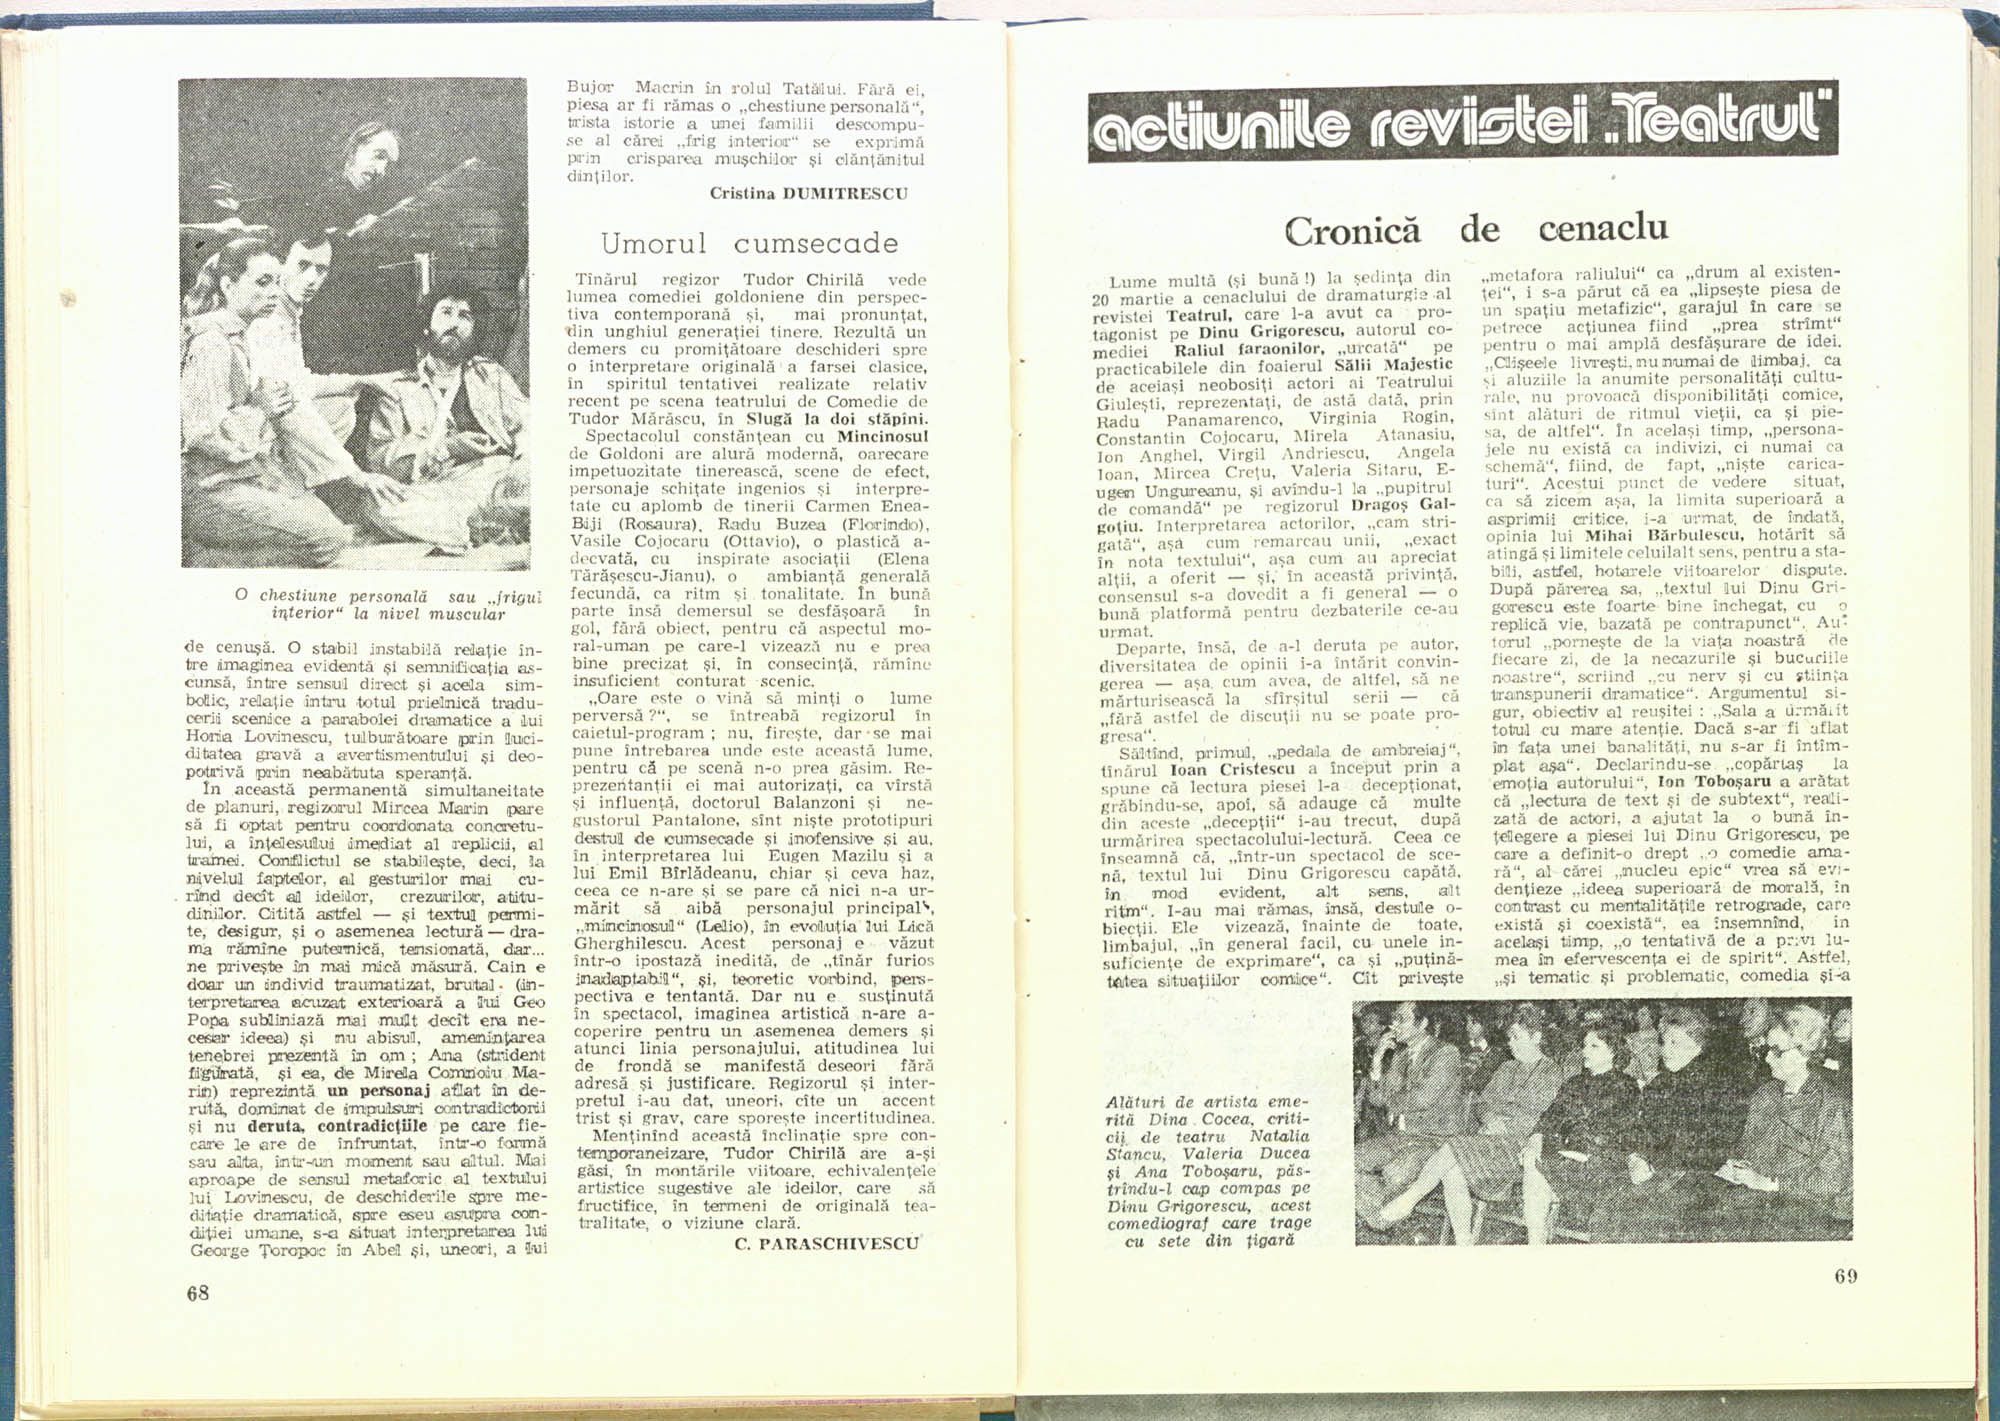 O chestiune personală sau „frigul
interior“ la nivel muscular
de cenușă. O stabil instabilă relație în-
tre imaginea evidentă și semnificația as-
cunsă, între sensul direct și acela sim-
bolic, relație întru totul prielnică tradu-
cerii scenice a parabolei dramatice a lui
Horia Lovinescu, tulburătoare prin luci-
ditatea gravă a avertismentului și deo-
potrivă prin neabătuta speranță.
În această permanentă simultaneitate
de planuri, regizorul Mircea Marin pare
să fi optat pentru coordonata concretu-
lui, a înțelesului imediat al replicii, al
tramei. Conflictul se stabilește, deci, la
nivelul faptelor, al gesturilor mai cu-
rînd decît al ideilor, crezurilor, atitu-
dinilor. Citită astfel — și textul permi-
te, desigur, și o asemenea lectură — dra-
ma rămîne puternică, tensionată, dar...
ne privește în mai mică măsură. Cain e
doar un individ traumatizat, brutal (in-
terpretarea acuzat exterioară a lui Geo
Popa subliniază mai mult decît era ne-
cesar ideea) și nu abisul, amenințarea
tenebrei prezentă în om ; Ana (strident
figurată, și ea, de Mirela Comnoiu Ma-
rin) reprezintă un personaj aflat în de-
rută, dominat de impulsuri contradictorii
și nu deruta, contradicțiile pe care fie-
care le are de înfruntat, într-o formă
sau alta, într-un moment sau altul. Mai
aproape de sensul metaforic al textului
lui Lovinescu, de deschiderile spre me-
ditație dramatică, spre eseu asupra con-
diției umane, s-a situat interpretarea lui
George Țoropoc în Abel și, uneori, a lui
68
Bujor Macrin în rolul Tatălui. Fără ei,
piesa ar fi rămas o „chestiune personală“,
trista istorie a unei familii descompu-
se al cărei „frig interior“ se exprimă
prin crisparea mușchilor și clănțănitul
dinților.
Cristina DUMITRESCU
Umorul cumsecade
Tînărul regizor Tudor Chirilă vede
lumea comediei goldoniene din perspec-
tiva contemporană și, mai pronunțat,
din unghiul generației tinere. Rezultă un
demers cu promițătoare deschideri spre
o interpretare originală a farsei clasice,
în spiritul tentativei realizate relativ
recent pe scena teatrului de Comedie de
Tudor Mărăscu, în Slugă la doi stăpîni.
Spectacolul constănțean cu Mincinosul
de Goldoni are alură modernă, oarecare
impetuozitate tinerească, scene de efect,
personaje schițate ingenios și interpre-
tate cu aplomb de tinerii Carmen Enea-
Biji (Rosaura), Radu Buzea (Florindo),
Vasile Cojocaru (Ottavio), o plastică a-
decvată, cu inspirate asociații (Elena
Tărășescu-Jianu), o ambianță generală
fecundă, ca ritm și tonalitate. În bună
parte însă demersul se desfășoară în
gol, fără obiect, pentru că aspectul mo-
ral-uman pe care-l vizează nu e prea
bine precizat și, în consecință, rămîne
insuficient conturat scenic.
„Oare este o vină să minți o lume
perversă ?“, se întreabă regizorul în
caietul-program ; nu, firește, dar se mai
pune întrebarea unde este această lume,
pentru că pe scenă n-o prea găsim. Re-
prezentanții ei mai autorizați, ca vîrstă
și influență, doctorul Balanzoni și ne-
gustorul Pantalone, sînt niște prototipuri
destul de cumsecade și inofensive și au,
în interpretarea lui Eugen Mazilu și a
lui Emil Bîrlădeanu, chiar și ceva haz,
ceea ce n-are și se pare că nici n-a ur-
mărit să aibă personajul principal,
„mincinosul“ (Lelio), în evoluția lui Lică
Gherghilescu. Acest personaj e văzut
într-o ipostază inedită, de „tînăr furios
inadaptabil“, și, teoretic vorbind, pers-
pectiva e tentantă. Dar nu e susținută
în spectacol, imaginea artistică n-are a-
coperire pentru un asemenea demers și
atunci linia personajului, atitudinea lui
de frondă se manifestă deseori fără
adresă și justificare. Regizorul și inter-
pretul i-au dat, uneori, cîte un accent
trist și grav, care sporește incertitudinea.
Menținînd această înclinație spre con-
temporaneizare, Tudor Chirilă are a-și
găsi, în montările viitoare, echivalențele
artistice sugestive ale ideilor, care să
fructifice, în termeni de originală tea-
tralitate, o viziune clară.
C. PARASCHIVESCU
acțiunile revistei „Teatrul“
Cronică de cenaclu
Lume multă (și bună !) la ședința din
20 martie a cenaclului de dramaturgie al
revistei Teatrul, care l-a avut ca pro-
tagonist pe Dinu Grigorescu, autorul co-
mediei Raliul faraonilor, „urcată“ pe
practicabilele din foaierul Sălii Majestic
de aceiași neobosiți actori ai Teatrului
Giulești, reprezentați, de astă dată, prin
Radu Panamarenco, Virginia Rogin,
Constantin Cojocaru, Mirela Atanasiu,
Ion Anghel, Virgil Andriescu, Angela
Ioan, Mircea Crețu, Valeria Sitaru, E-
ugen Ungureanu, și avîndu-l la „pupitrul
de comandă“ pe regizorul Dragoș Gal-
goțiu. Interpretarea actorilor, „cam stri-
gată“, așa cum remarcau unii, „exact
în nota textului“, așa cum au apreciat
alții, a oferit — și, în această privință,
consensul s-a dovedit a fi general — o
bună platformă pentru dezbaterile ce-au
urmat.
Departe, însă, de a-l deruta pe autor,
diversitatea de opinii i-a întărit convin-
gerea — așa cum avea, de altfel, să ne
mărturisească la sfîrșitul serii — că
„fără astfel de discuții nu se poate pro-
gresa“.
Săltînd, primul, „pedala de ambreiaj“,
tînărul Ioan Cristescu a început prin a
spune că lectura piesei l-a decepționat,
grăbindu-se, apoi, să adauge că multe
din aceste „decepții“ i-au trecut, după
urmărirea spectacolului-lectură. Ceea ce
înseamnă că, „într-un spectacol de sce-
nă, textul lui Dinu Grigorescu capătă,
în mod evident, alt sens, alt
ritm“. I-au mai rămas, însă, destule o-
biecții. Ele vizează, înainte de toate,
limbajul, „în general facil, cu unele in-
suficiențe de exprimare“, ca și „puțină-
tatea situațiilor comice“. Cît privește
„metafora raliului“ ca „drum al existen-
ței“, i s-a părut că ea „lipsește piesa de
un spațiu metafizic“, garajul în care se
petrece acțiunea fiind „prea strîmt“
pentru o mai amplă desfășurare de idei.
„Clișeele livrești, nu numai de limbaj, ca
și aluziile la anumite personalități cultu-
rale, nu provoacă disponibilități comice,
sînt alături de ritmul vieții, ca și pie-
sa, de altfel“. În același timp, „persona-
jele nu există ca indivizi, ci numai ca
schemă“, fiind, de fapt, „niște carica-
turi“. Acestui punct de vedere situat,
ca să zicem așa, la limita superioară a
asprimii critice, i-a urmat, de îndată,
opinia lui Mihai Bărbulescu, hotărît să
atingă și limitele celuilalt sens, pentru a sta-
bili, astfel, hotarele viitoarelor dispute.
După părerea sa, „textul lui Dinu Gri-
gorescu este foarte bine închegat, cu o
replică vie, bazată pe contrapunct“. Au-
torul „pornește de la viața noastră de
fiecare zi, de la necazurile și bucuriile
noastre“, scriind „cu nerv și cu știința
transpunerii dramatice“. Argumentul si-
gur, obiectiv al reușitei : „Sala a urmărit
totul cu mare atenție. Dacă s-ar fi aflat
în fața unei banalități, nu s-ar fi întîm-
plat așa“. Declarîndu-se „copărtaș la
emoția autorului“, Ion Toboșaru a arătat
că „lectura de text și de subtext“, reali-
zată de actori, a ajutat la o bună în-
țelegere a piesei lui Dinu Grigorescu, pe
care a definit-o drept „o comedie ama-
ră“, al cărei „nucleu epic“ vrea să evi-
dențieze „ideea superioară de morală, în
contrast cu mentalitățile retrograde, care
există și coexistă“, ea însemnînd, în
același timp, „o tentativă de a privi lu-
mea în efervescența ei de spirit“. Astfel,
„și tematic și problematic, comedia și-a
Alături de artista eme-
rită Dina Cocea, criti-
cii de teatru Natalia
Stancu, Valeria Ducea
și Ana Toboșaru, păs-
trîndu-l cap compas pe
Dinu Grigorescu, acest
comediograf care trage
cu sete din țigară
69